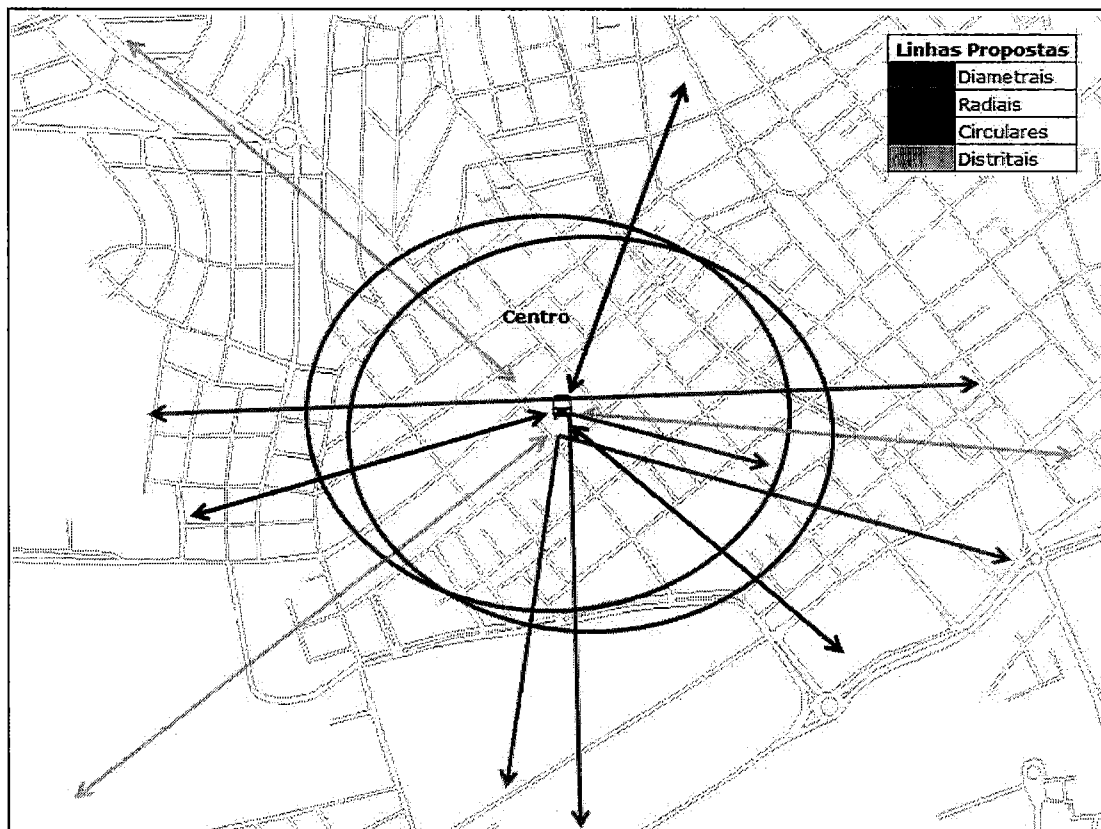 Linhas Propostas
Diametrais
Radiais
Circulares
Distritais
Centro